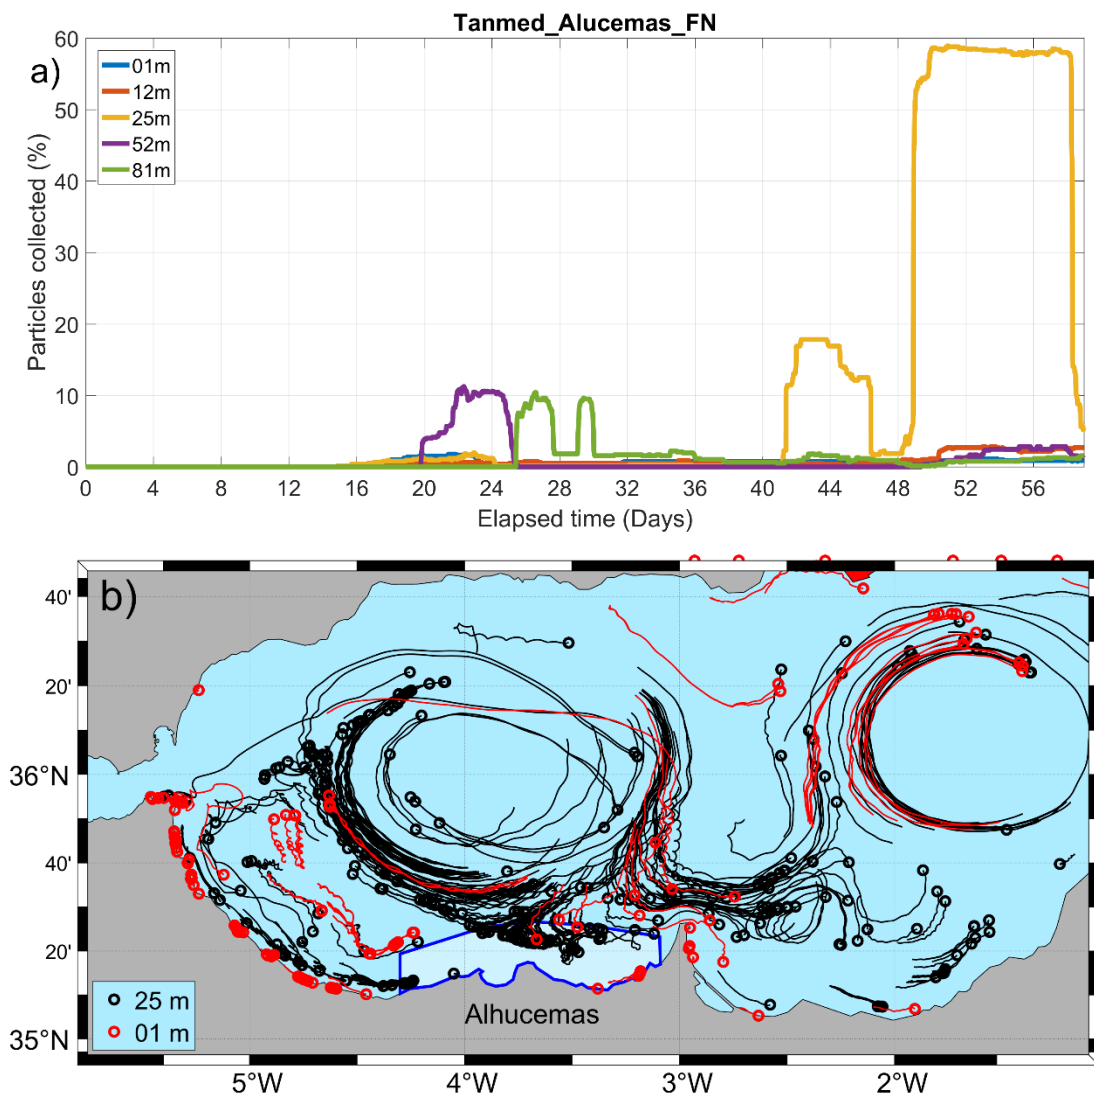 Tanmed_Alucemas_FN
a)
01m
12m
25m
52m
81m
Particles collected (%)
60
50
40
30
20
10
0
0 4 8 12 16 20 24 28 32 36 40 44 48 52 56
Elapsed time (Days)
b)
40'
20'
36°N
40'
20'
35°N
25 m
01 m
Alhucemas
5°W 4°W 3°W 2°W